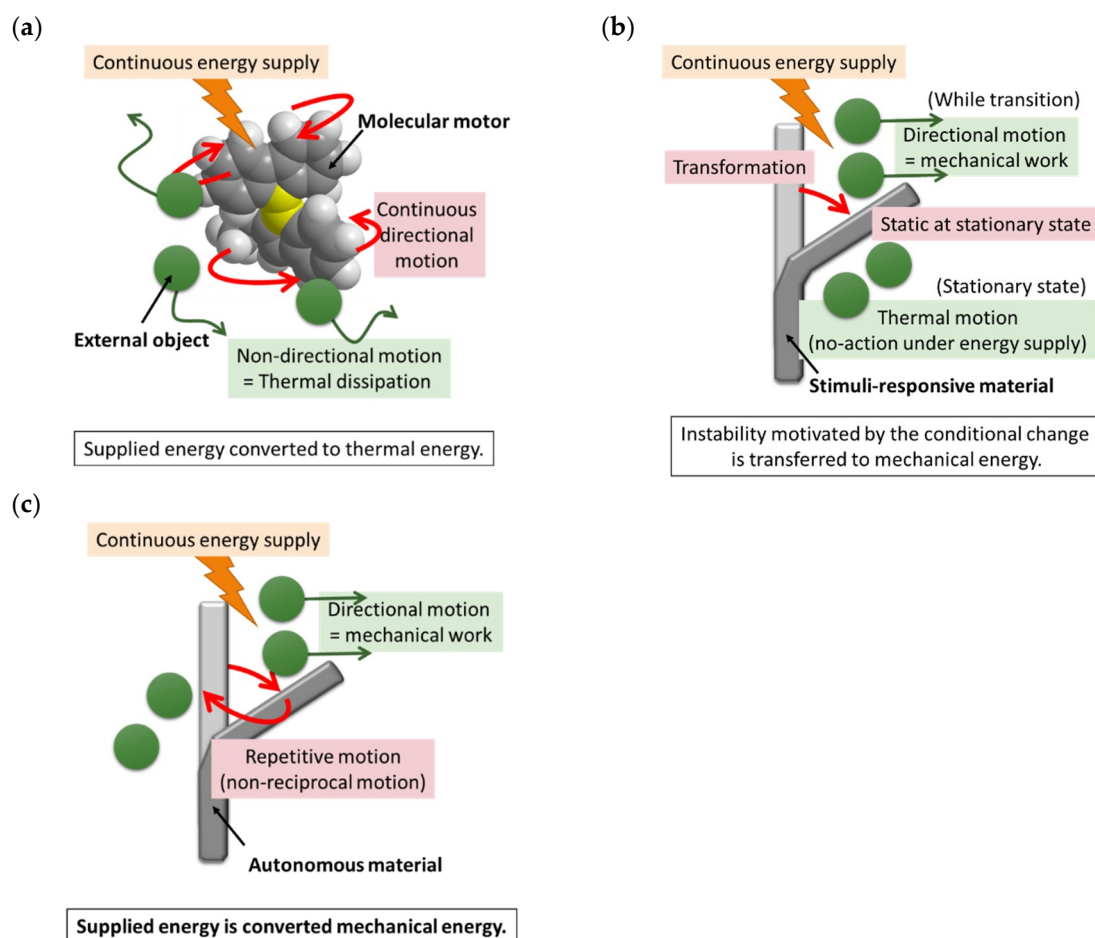 (a)
Continuous energy supply
Molecular motor
Continuous
directional
motion
External object
Non-directional motion
= Thermal dissipation
Supplied energy converted to thermal energy.
(b)
Continuous energy supply
(While transition)
Directional motion
= mechanical work
Transformation
Static at stationary state
(Stationary state)
Thermal motion
(no-action under energy supply)
Stimuli-responsive material
Instability motivated by the conditional change
is transferred to mechanical energy.
(c)
Continuous energy supply
Directional motion
= mechanical work
Repetitive motion
(non-reciprocal motion)
Autonomous material
Supplied energy is converted mechanical energy.